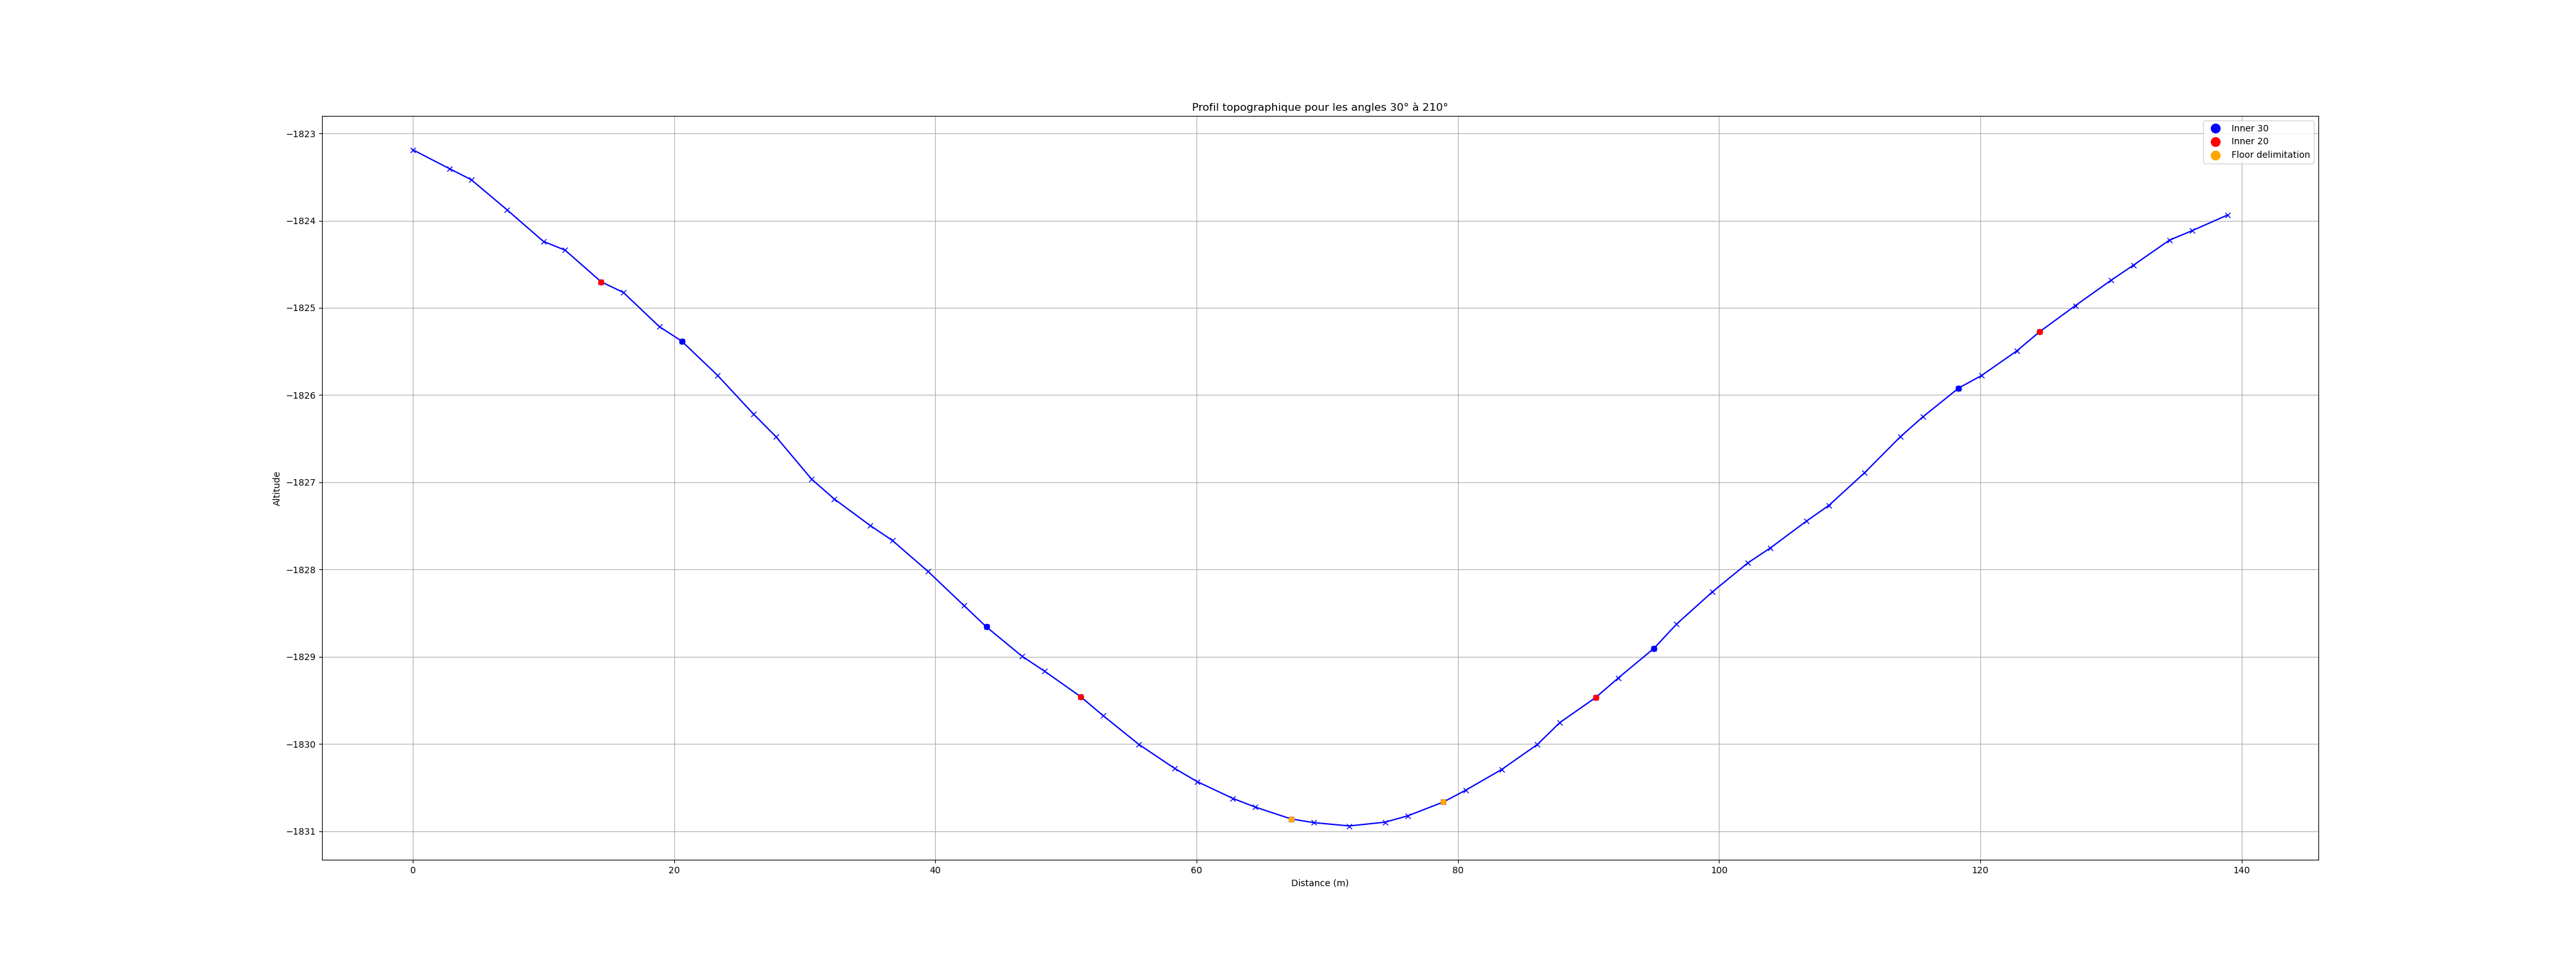 Profil topographique pour les angles 30° à 210°
Inner 30
Inner 20
Floor delimitation
−1823
−1824
−1825
−1826
−1827
−1828
−1829
−1830
−1831
Altitude
0 20 40 60 80 100 120 140
Distance (m)